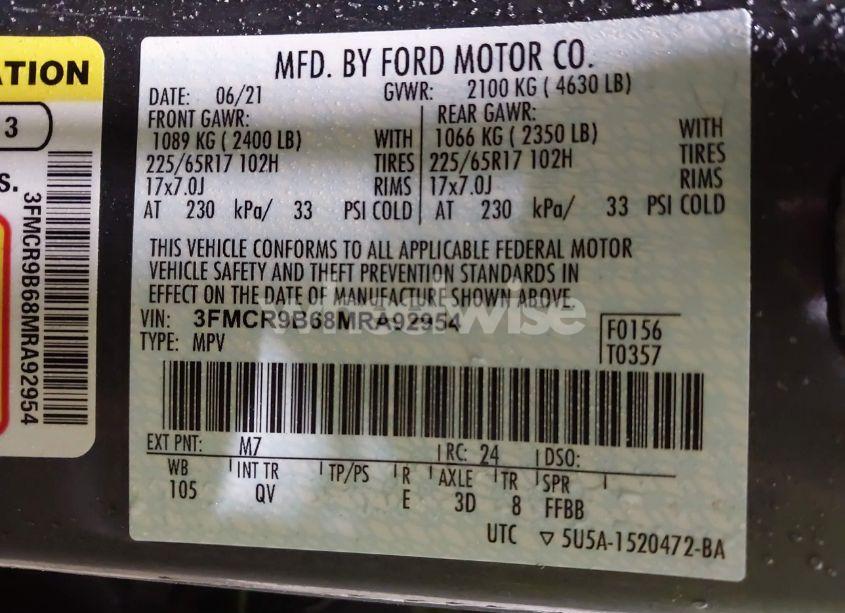 ATION
3
s.
3FMCR9B68MRA92954
MFD. BY FORD MOTOR CO.
DATE: 06/21 GVWR: 2100 KG ( 4630 LB)
FRONT GAWR: REAR GAWR:
1089 KG ( 2400 LB) WITH 1066 KG ( 2350 LB) WITH
225/65R17 102H TIRES 225/65R17 102H TIRES
17x7.0J RIMS 17x7.0J RIMS
AT 230 kPa/ 33 PSI COLD AT 230 kPa/ 33 PSI COLD
THIS VEHICLE CONFORMS TO ALL APPLICABLE FEDERAL MOTOR
VEHICLE SAFETY AND THEFT PREVENTION STANDARDS IN
EFFECT ON THE DATE OF MANUFACTURE SHOWN ABOVE.
VIN: 3FMCR9B68MRA92954 F0156
TYPE: MPV T0357
EXT PNT: M7 RC: 24 DSO:
WB INT TR TP/PS R AXLE TR SPR
105 QV E 3D 8 FFBB
UTC ▽ 5U5A-1520472-BA